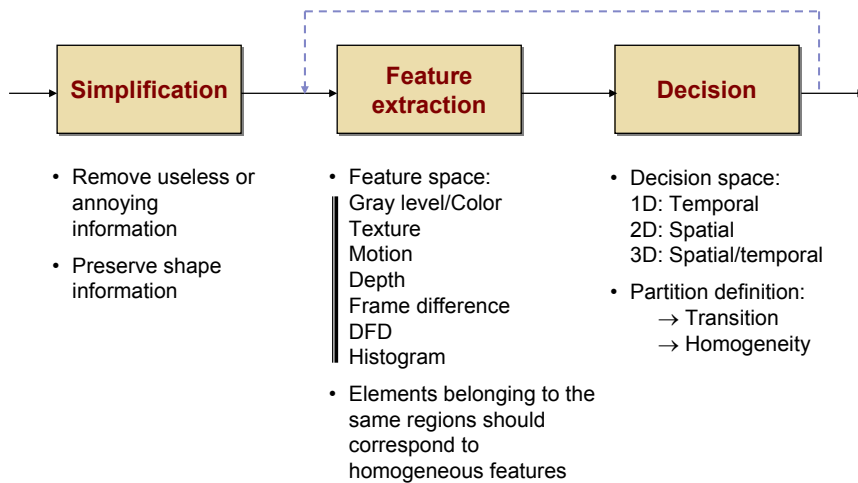 Simplification
Feature
extraction
Decision
• Remove useless or
annoying
information
• Preserve shape
information
• Feature space:
Gray level/Color
Texture
Motion
Depth
Frame difference
DFD
Histogram
• Elements belonging to the
same regions should
correspond to
homogeneous features
• Decision space:
1D: Temporal
2D: Spatial
3D: Spatial/temporal
• Partition definition:
→ Transition
→ Homogeneity